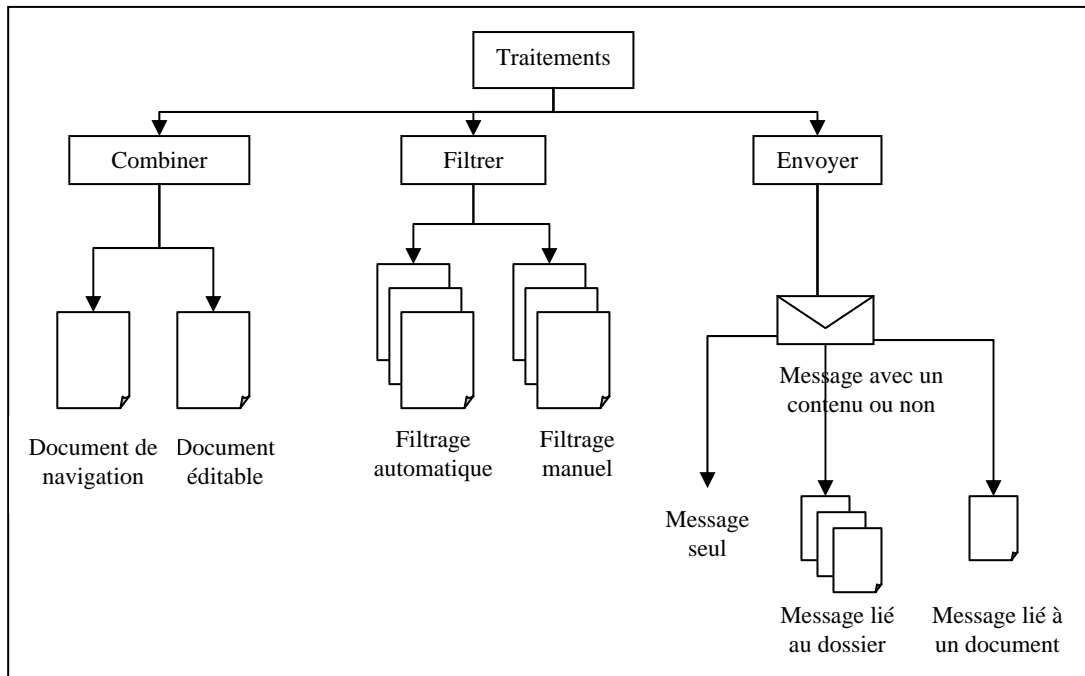 Traitements
Combiner
Filtrer
Envoyer
Message avec un
contenu ou non
Document de
navigation
Document
éditable
Filtrage
automatique
Filtrage
manuel
Message
seul
Message lié
au dossier
Message lié à
un document